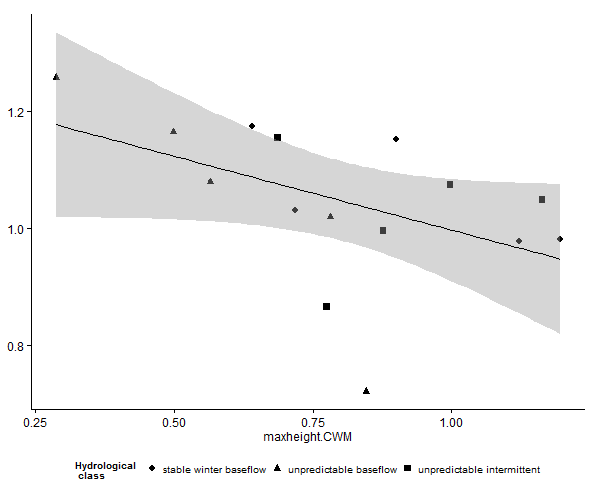 1.2
1.0
0.8
0.25 0.50 0.75 1.00
maxheight.CWM
Hydrological
class
stable winter baseflow unpredictable baseflow unpredictable intermittent